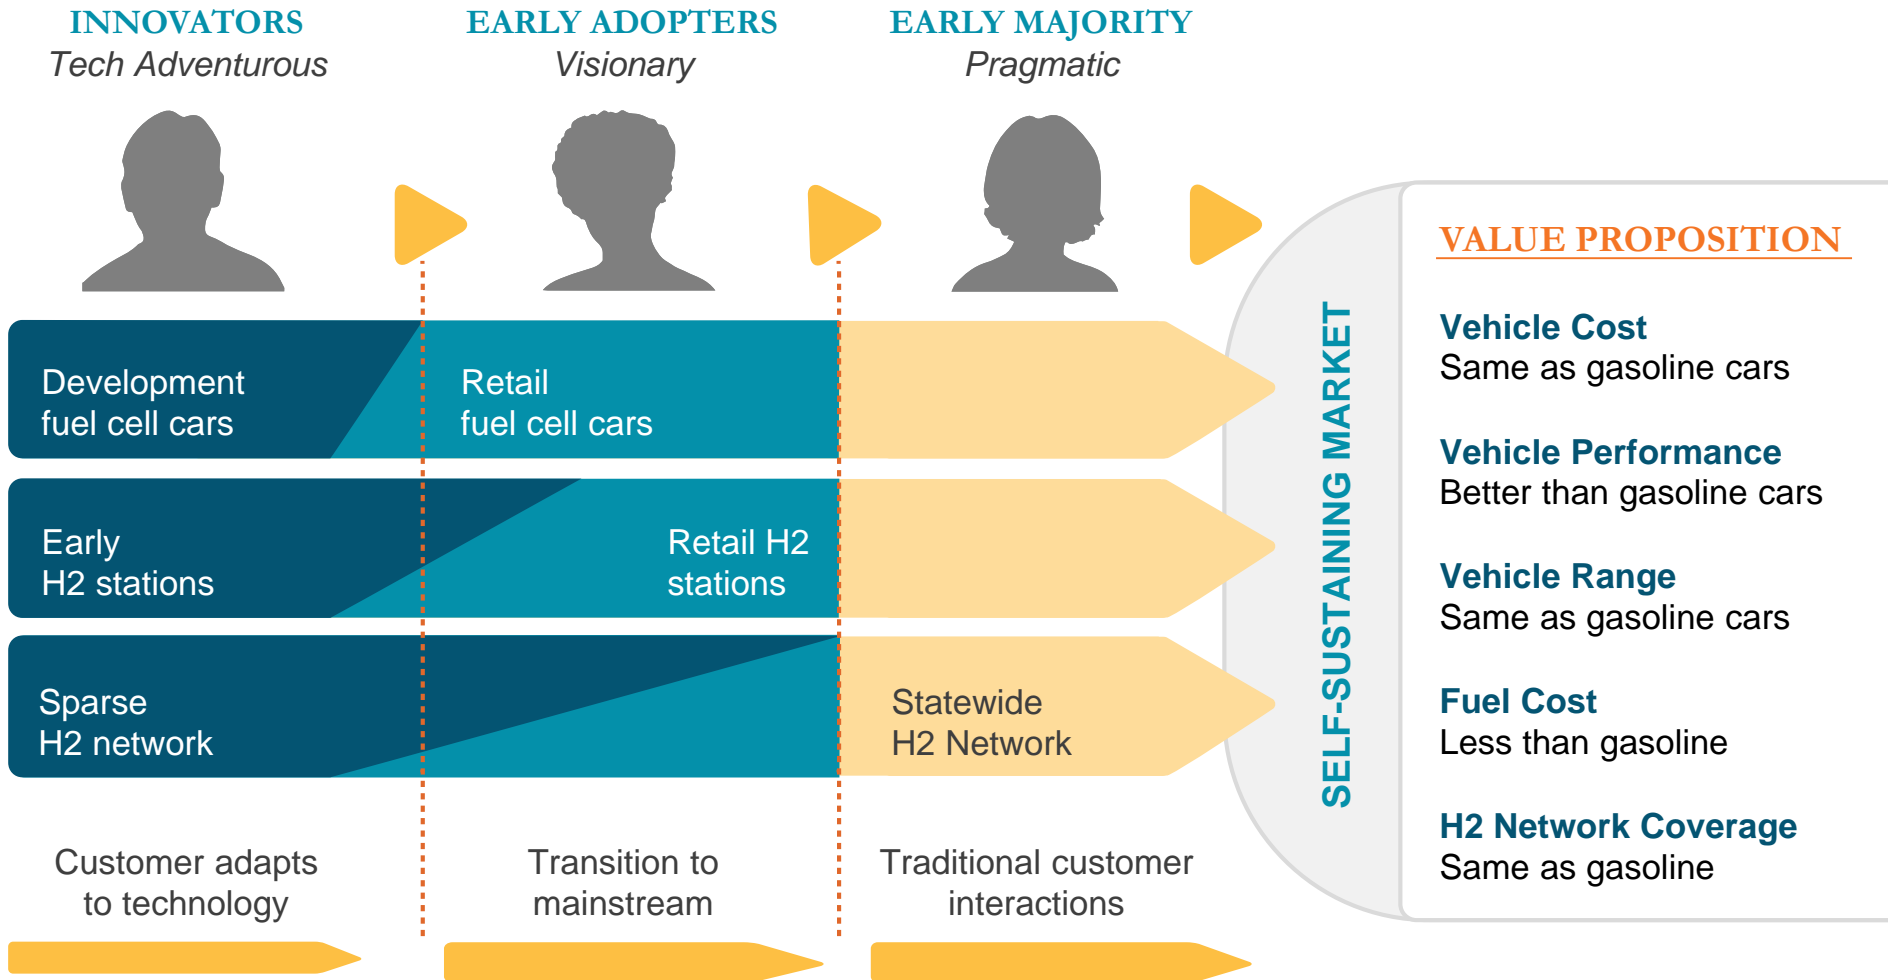 INNOVATORS
Tech Adventurous
EARLY ADOPTERS
Visionary
EARLY MAJORITY
Pragmatic
Development
fuel cell cars
Retail
fuel cell cars
Early
H2 stations
Retail H2
stations
Sparse
H2 network
Statewide
H2 Network
Customer adapts
to technology
Transition to
mainstream
Traditional customer
interactions
SELF-SUSTAINING MARKET
VALUE PROPOSITION
Vehicle Cost
Same as gasoline cars
Vehicle Performance
Better than gasoline cars
Vehicle Range
Same as gasoline cars
Fuel Cost
Less than gasoline
H2 Network Coverage
Same as gasoline